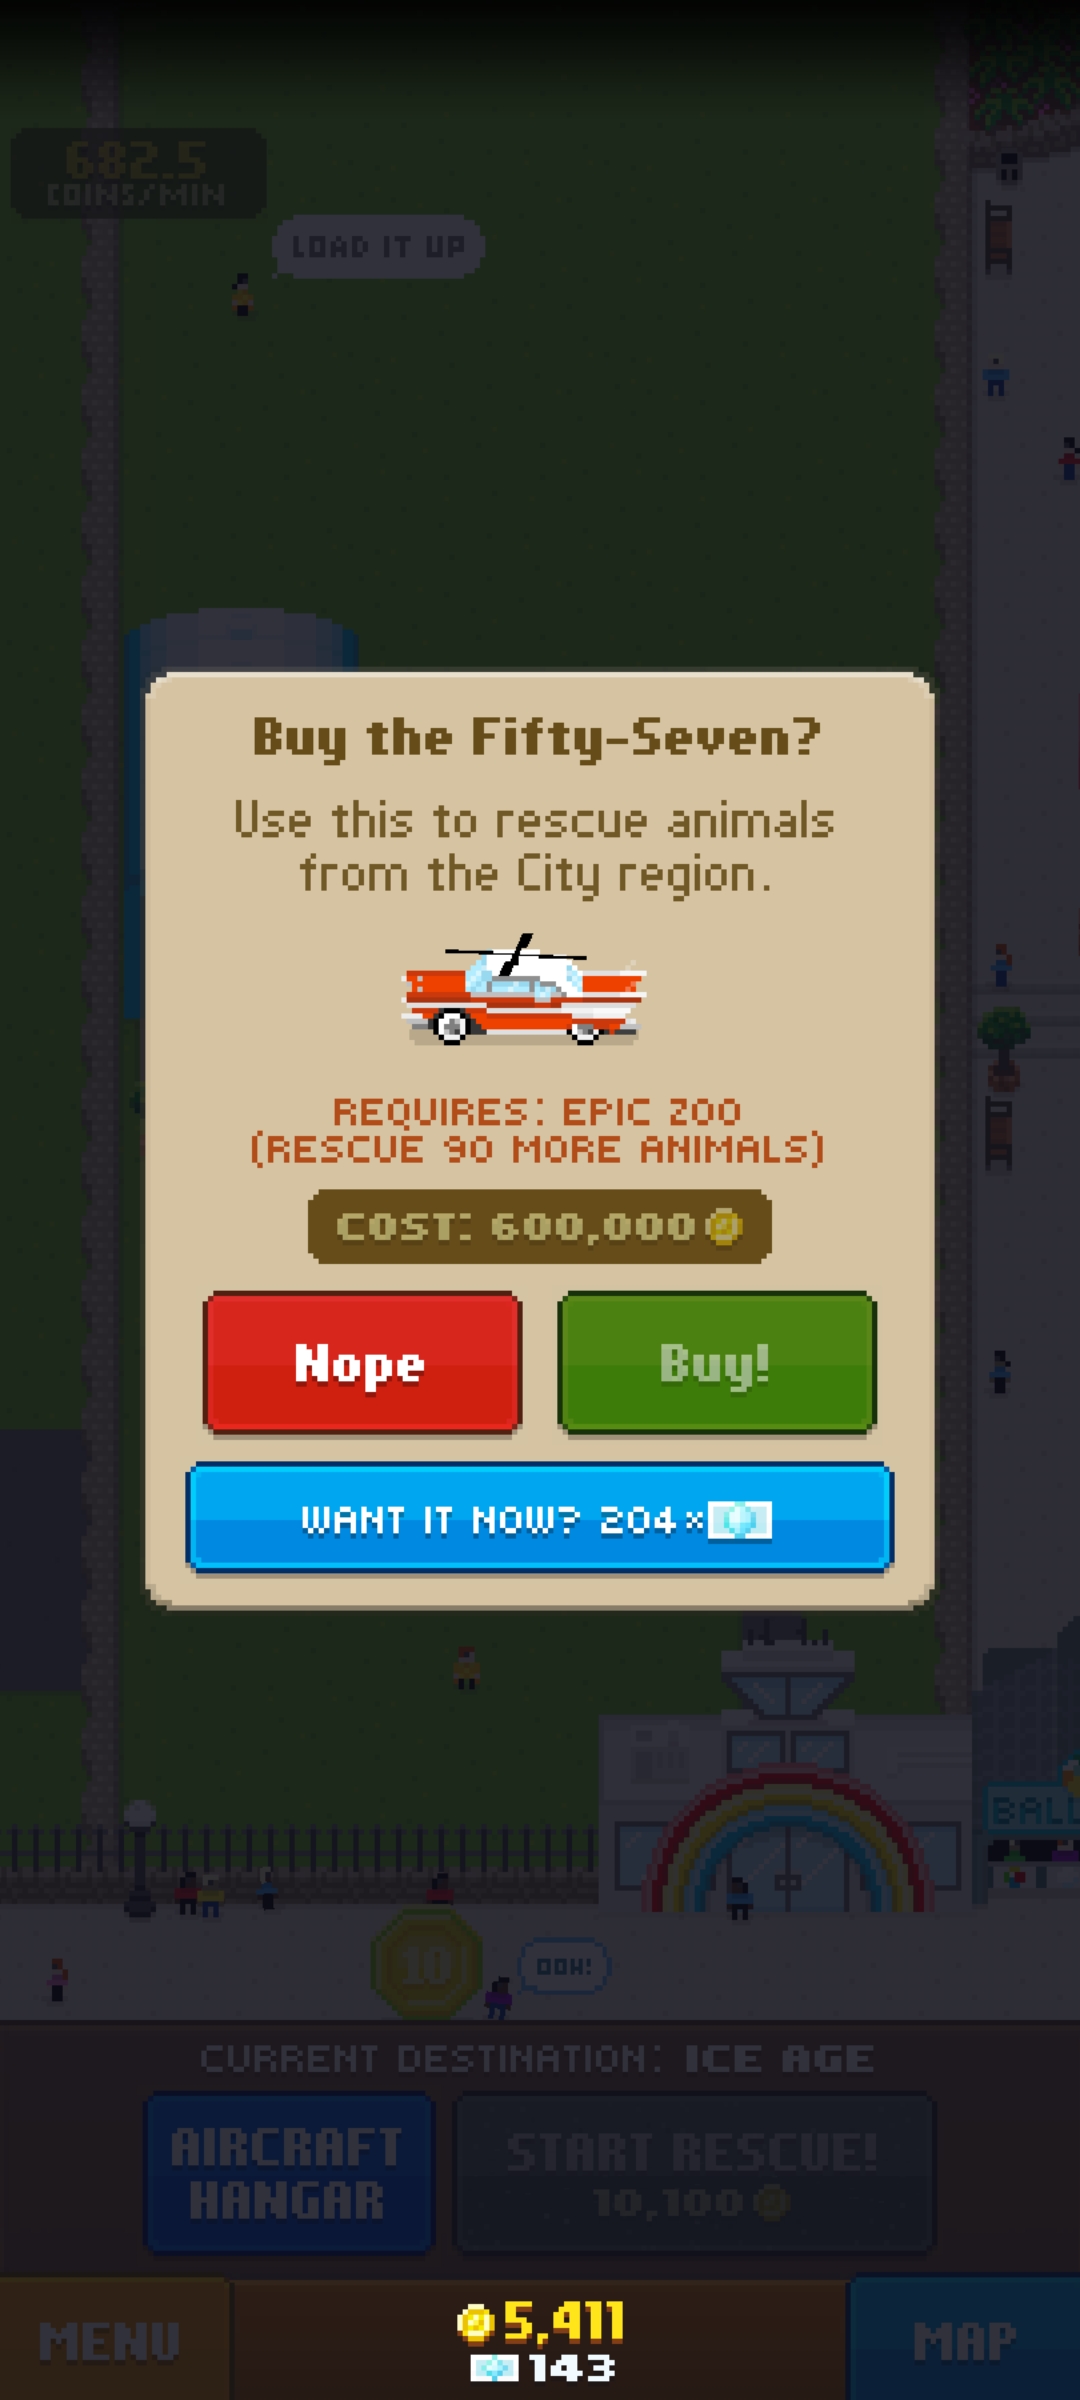 682.5
COINS/MIN
LOAD IT UP
Buy the Fifty-Seven?
Use this to rescue animals
from the City region.
REQUIRES: EPIC ZOO
(RESCUE 90 MORE ANIMALS)
COST: 600,000
Nope
Buy!
WANT IT NOW? 204×
BALL
10
OOH!
CURRENT DESTINATION: ICE AGE
AIRCRAFT
HANGAR
START RESCUE!
10,100
MENU
5,411
143
MAP